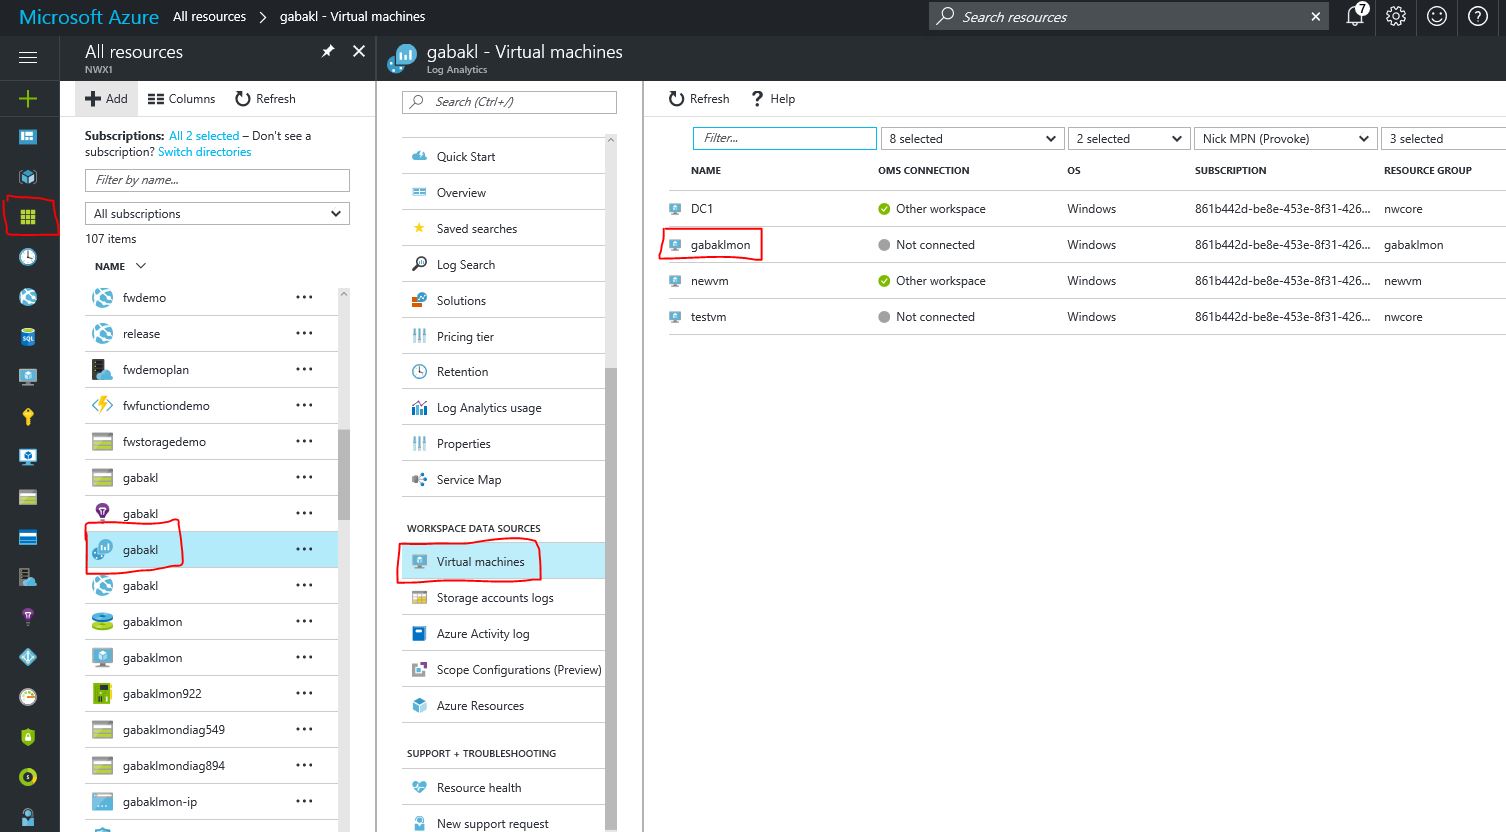 Microsoft Azure All resources > gabakl - Virtual machines
Search resources
7
All resources
NWX1
Add Columns Refresh
Subscriptions: All 2 selected – Don't see a
subscription? Switch directories
Filter by name...
All subscriptions
107 items
NAME
fwdemo
release
fwdemoplan
fwfunctiondemo
fwstoragedemo
gabakl
gabakl
gabakl
gabakl
gabaklmon
gabaklmon
gabaklmon922
gabaklmondiag549
gabaklmondiag894
gabaklmon-ip
gabakl - Virtual machines
Log Analytics
Search (Ctrl+/)
Quick Start
Overview
Saved searches
Log Search
Solutions
Pricing tier
Retention
Log Analytics usage
Properties
Service Map
WORKSPACE DATA SOURCES
Virtual machines
Storage accounts logs
Azure Activity log
Scope Configurations (Preview)
Azure Resources
SUPPORT + TROUBLESHOOTING
Resource health
New support request
Refresh Help
Filter... 8 selected 2 selected Nick MPN (Provoke) 3 selected
NAME OMS CONNECTION OS SUBSCRIPTION RESOURCE GROUP
DC1 Other workspace Windows 861b442d-be8e-453e-8f31-426... nwcore
gabaklmon Not connected Windows 861b442d-be8e-453e-8f31-426... gabaklmon
newvm Other workspace Windows 861b442d-be8e-453e-8f31-426... newvm
testvm Not connected Windows 861b442d-be8e-453e-8f31-426... nwcore